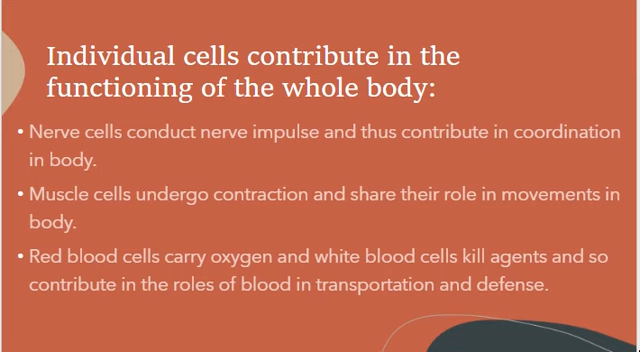 Individual cells contribute in the
functioning of the whole body:
• Nerve cells conduct nerve impulse and thus contribute in coordination
in body.
• Muscle cells undergo contraction and share their role in movements in
body.
• Red blood cells carry oxygen and white blood cells kill agents and so
contribute in the roles of blood in transportation and defense.